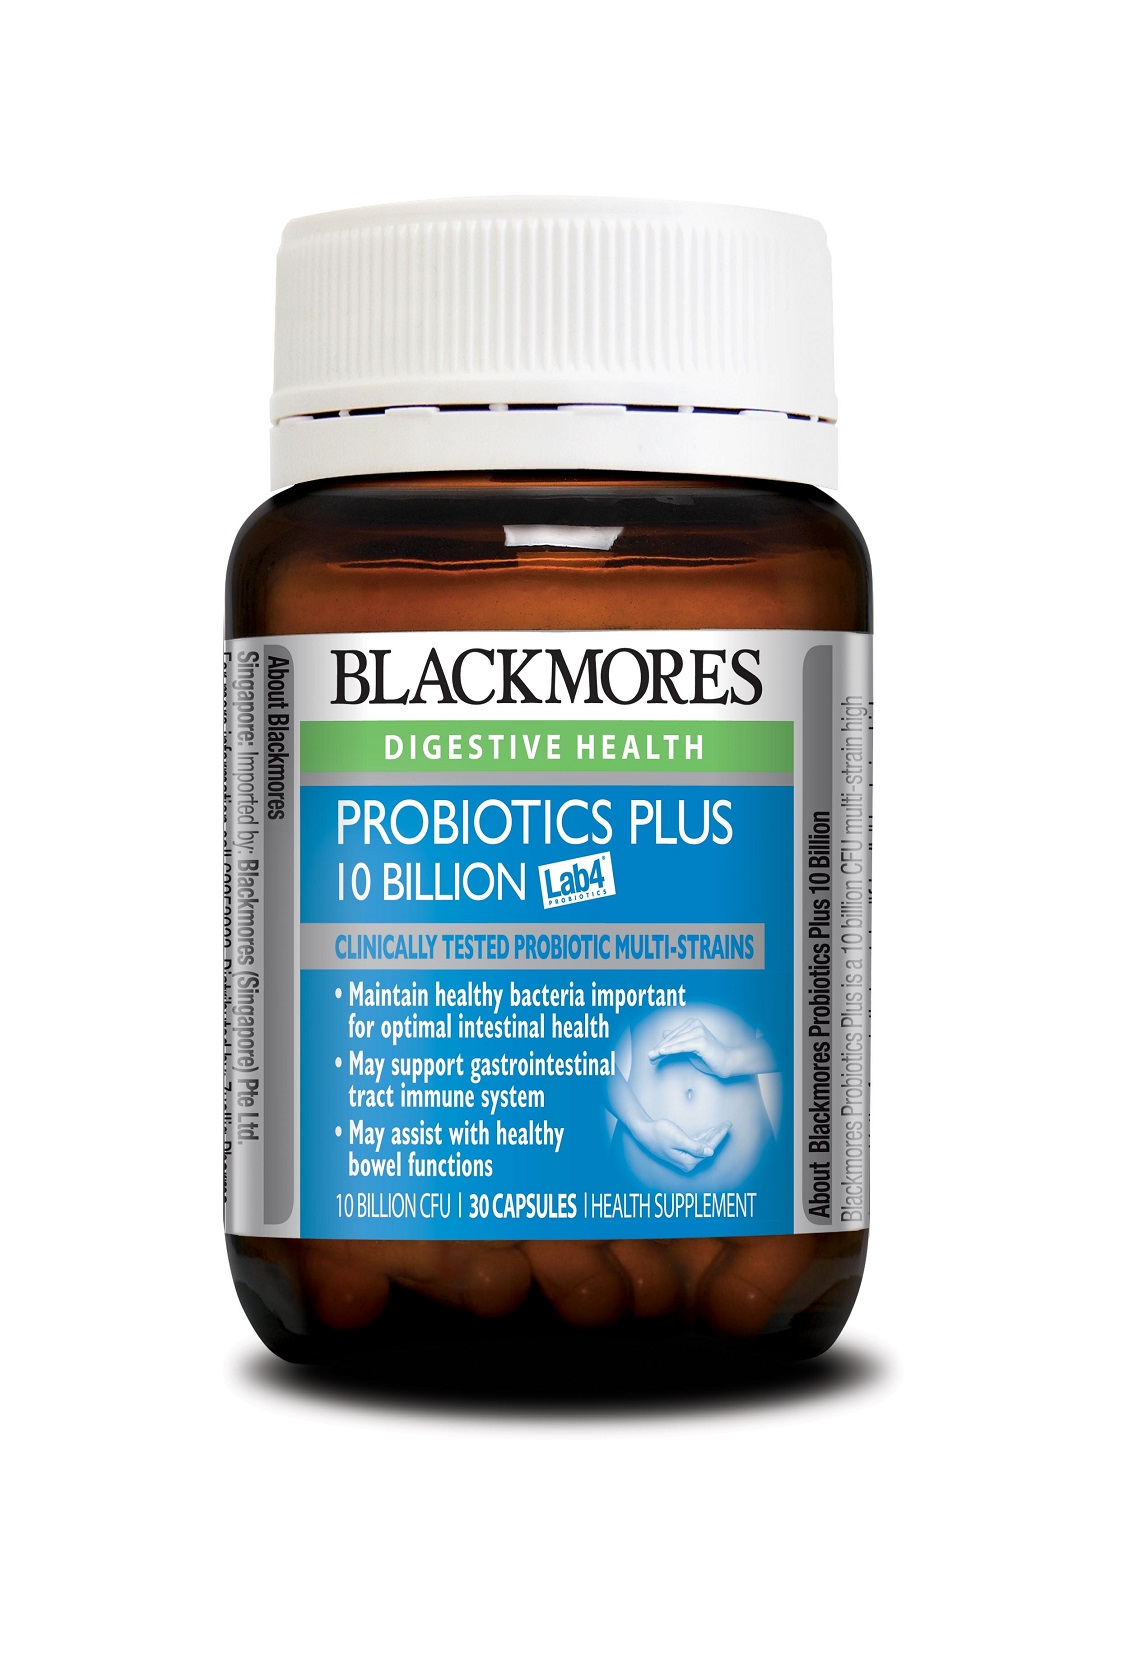 BLACKMORES
DIGESTIVE HEALTH
PROBIOTICS PLUS
10 BILLION Lab4
PROBIOTICS
CLINICALLY TESTED PROBIOTIC MULTI-STRAINS
• Maintain healthy bacteria important
for optimal intestinal health
• May support gastrointestinal
tract immune system
• May assist with healthy
bowel functions
10 BILLION CFU | 30 CAPSULES | HEALTH SUPPLEMENT
About Blackmores
Singapore: Imported by: Blackmores (Singapore) Pte Ltd.
About Blackmores Probiotics Plus 10 Billion
Blackmores Probiotics Plus is a 10 billion CFU multi-strain high